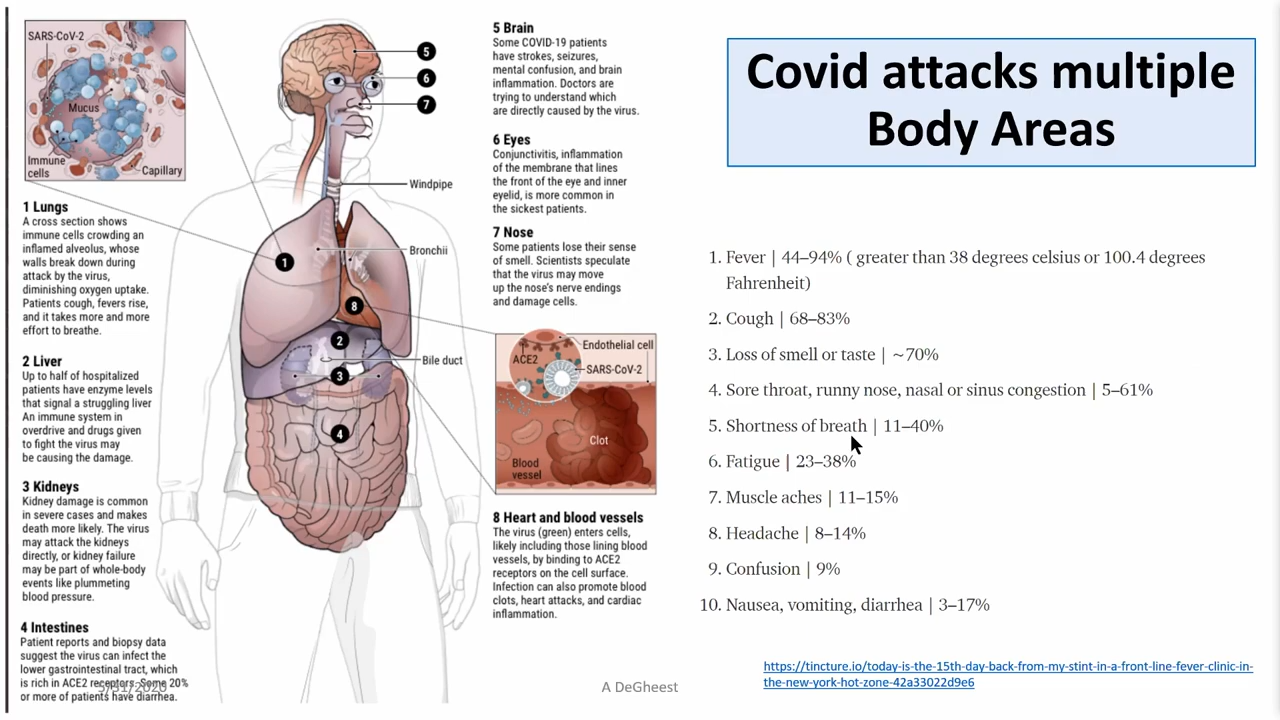 SARS-CoV-2
Mucus
Immune
cells
Capillary
1 Lungs
A cross section shows
immune cells crowding an
inflamed alveolus, whose
walls break down during
attack by the virus,
diminishing oxygen uptake.
Patients cough, fevers rise,
and it takes more and more
effort to breathe.
2 Liver
Up to half of hospitalized
patients have enzyme levels
that signal a struggling liver
An immune system in
overdrive and drugs given
to fight the virus may
be causing the damage.
3 Kidneys
Kidney damage is common
in severe cases and makes
death more likely. The virus
may attack the kidneys
directly, or kidney failure
may be part of whole-body
events like plummeting
blood pressure.
4 Intestines
Patient reports and biopsy data
suggest the virus can infect the
lower gastrointestinal tract, which
is rich in ACE2 receptors. Some 20%
or more of patients have diarrhea.
5/31/2020
5
6
7
Windpipe
Bronchii
1
8
2
Bile duct
3
4
5 Brain
Some COVID-19 patients
have strokes, seizures,
mental confusion, and brain
inflammation. Doctors are
trying to understand which
are directly caused by the virus.
6 Eyes
Conjunctivitis, inflammation
of the membrane that lines
the front of the eye and inner
eyelid, is more common in
the sickest patients.
7 Nose
Some patients lose their sense
of smell. Scientists speculate
that the virus may move
up the nose's nerve endings
and damage cells.
Endothelial cell
ACE2
SARS-CoV-2
Clot
Blood
vessel
8 Heart and blood vessels
The virus (green) enters cells,
likely including those lining blood
vessels, by binding to ACE2
receptors on the cell surface.
Infection can also promote blood
clots, heart attacks, and cardiac
inflammation.
A DeGheest
Covid attacks multiple
Body Areas
1. Fever | 44–94% ( greater than 38 degrees celsius or 100.4 degrees
Fahrenheit)
2. Cough | 68–83%
3. Loss of smell or taste | ~70%
4. Sore throat, runny nose, nasal or sinus congestion | 5–61%
5. Shortness of breath | 11–40%
6. Fatigue | 23–38%
7. Muscle aches | 11–15%
8. Headache | 8–14%
9. Confusion | 9%
10. Nausea, vomiting, diarrhea | 3–17%
https://tincture.io/today-is-the-15th-day-back-from-my-stint-in-a-front-line-fever-clinic-in-
the-new-york-hot-zone-42a33022d9e6